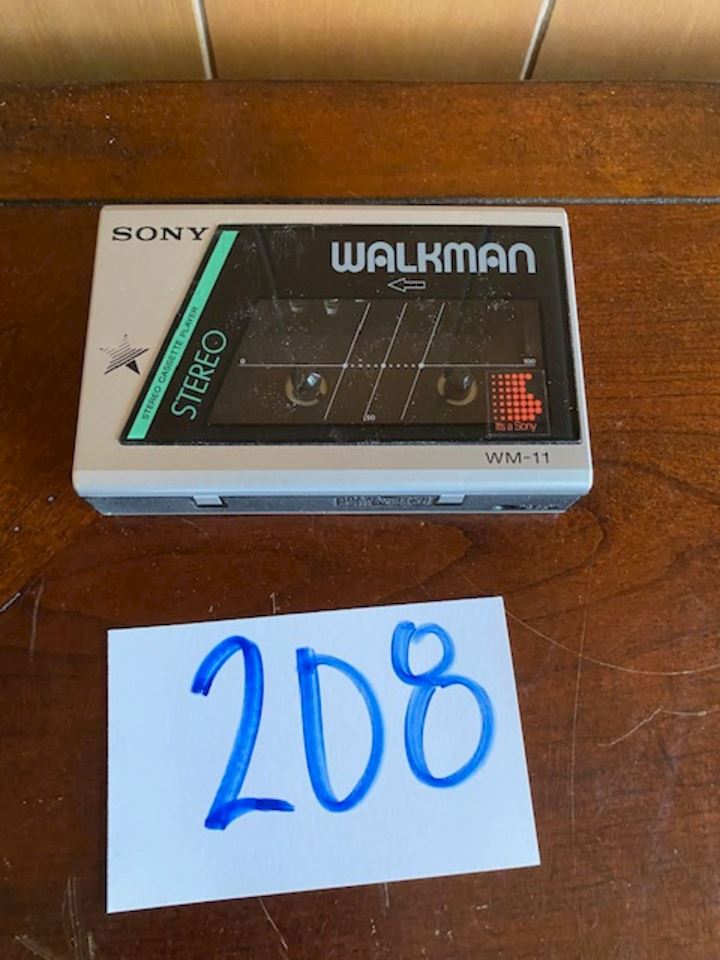 SONY
WALKMAN
STEREO CASSETTE PLAYER
STEREO
0
100
50
It's a Sony
WM-11
208